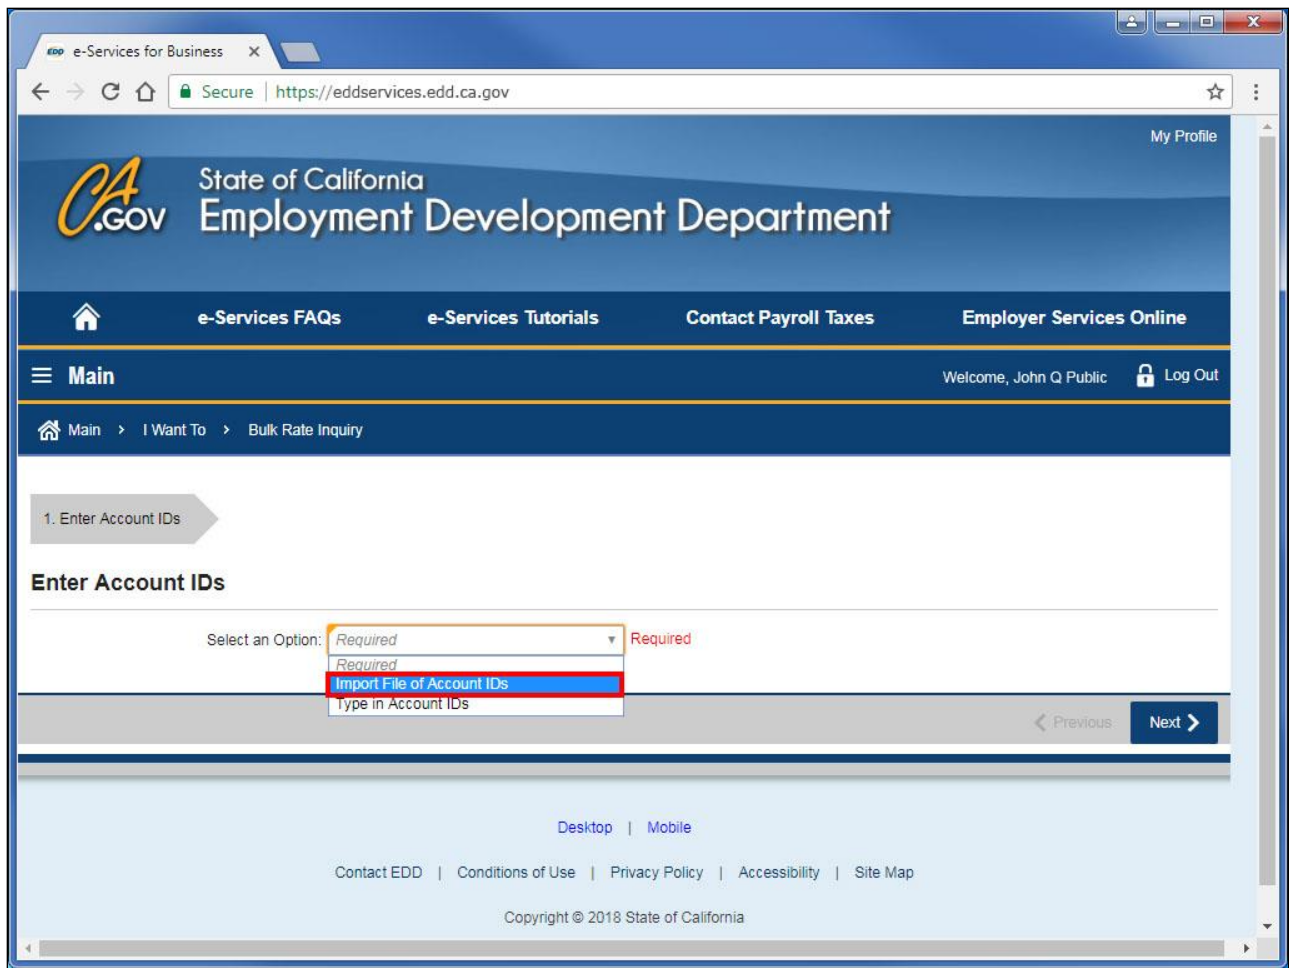 EDD e-Services for Business
Secure | https://eddservices.edd.ca.gov
My Profile
CA.GOV
State of California
Employment Development Department
e-Services FAQs e-Services Tutorials Contact Payroll Taxes Employer Services Online
Main Welcome, John Q Public Log Out
Main > I Want To > Bulk Rate Inquiry
1. Enter Account IDs
Enter Account IDs
Select an Option: Required Required
Required
Import File of Account IDs
Type in Account IDs
Previous Next
Desktop | Mobile
Contact EDD | Conditions of Use | Privacy Policy | Accessibility | Site Map
Copyright © 2018 State of California